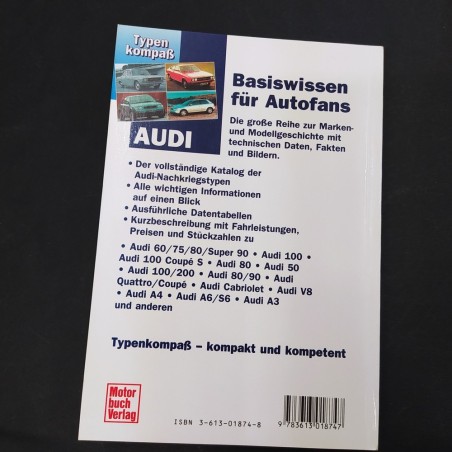 Typen
kompaß
AUDI
Basiswissen
für Autofans
Die große Reihe zur Marken-
und Modellgeschichte mit
technischen Daten, Fakten
und Bildern.
• Der vollständige Katalog der
Audi-Nachkriegstypen
• Alle wichtigen Informationen
auf einen Blick
• Ausführliche Datentabellen
• Kurzbeschreibung mit Fahrleistungen,
Preisen und Stückzahlen zu
• Audi 60/75/80/Super 90 • Audi 100 •
Audi 100 Coupé S • Audi 80 • Audi 50
• Audi 100/200 • Audi 80/90 • Audi
Quattro/Coupé • Audi Cabriolet • Audi V8
• Audi A4 • Audi A6/S6 • Audi A3
und anderen
Typenkompaß – kompakt und kompetent
Motor
buch
Verlag
ISBN 3-613-01874-8
9 783613 018747